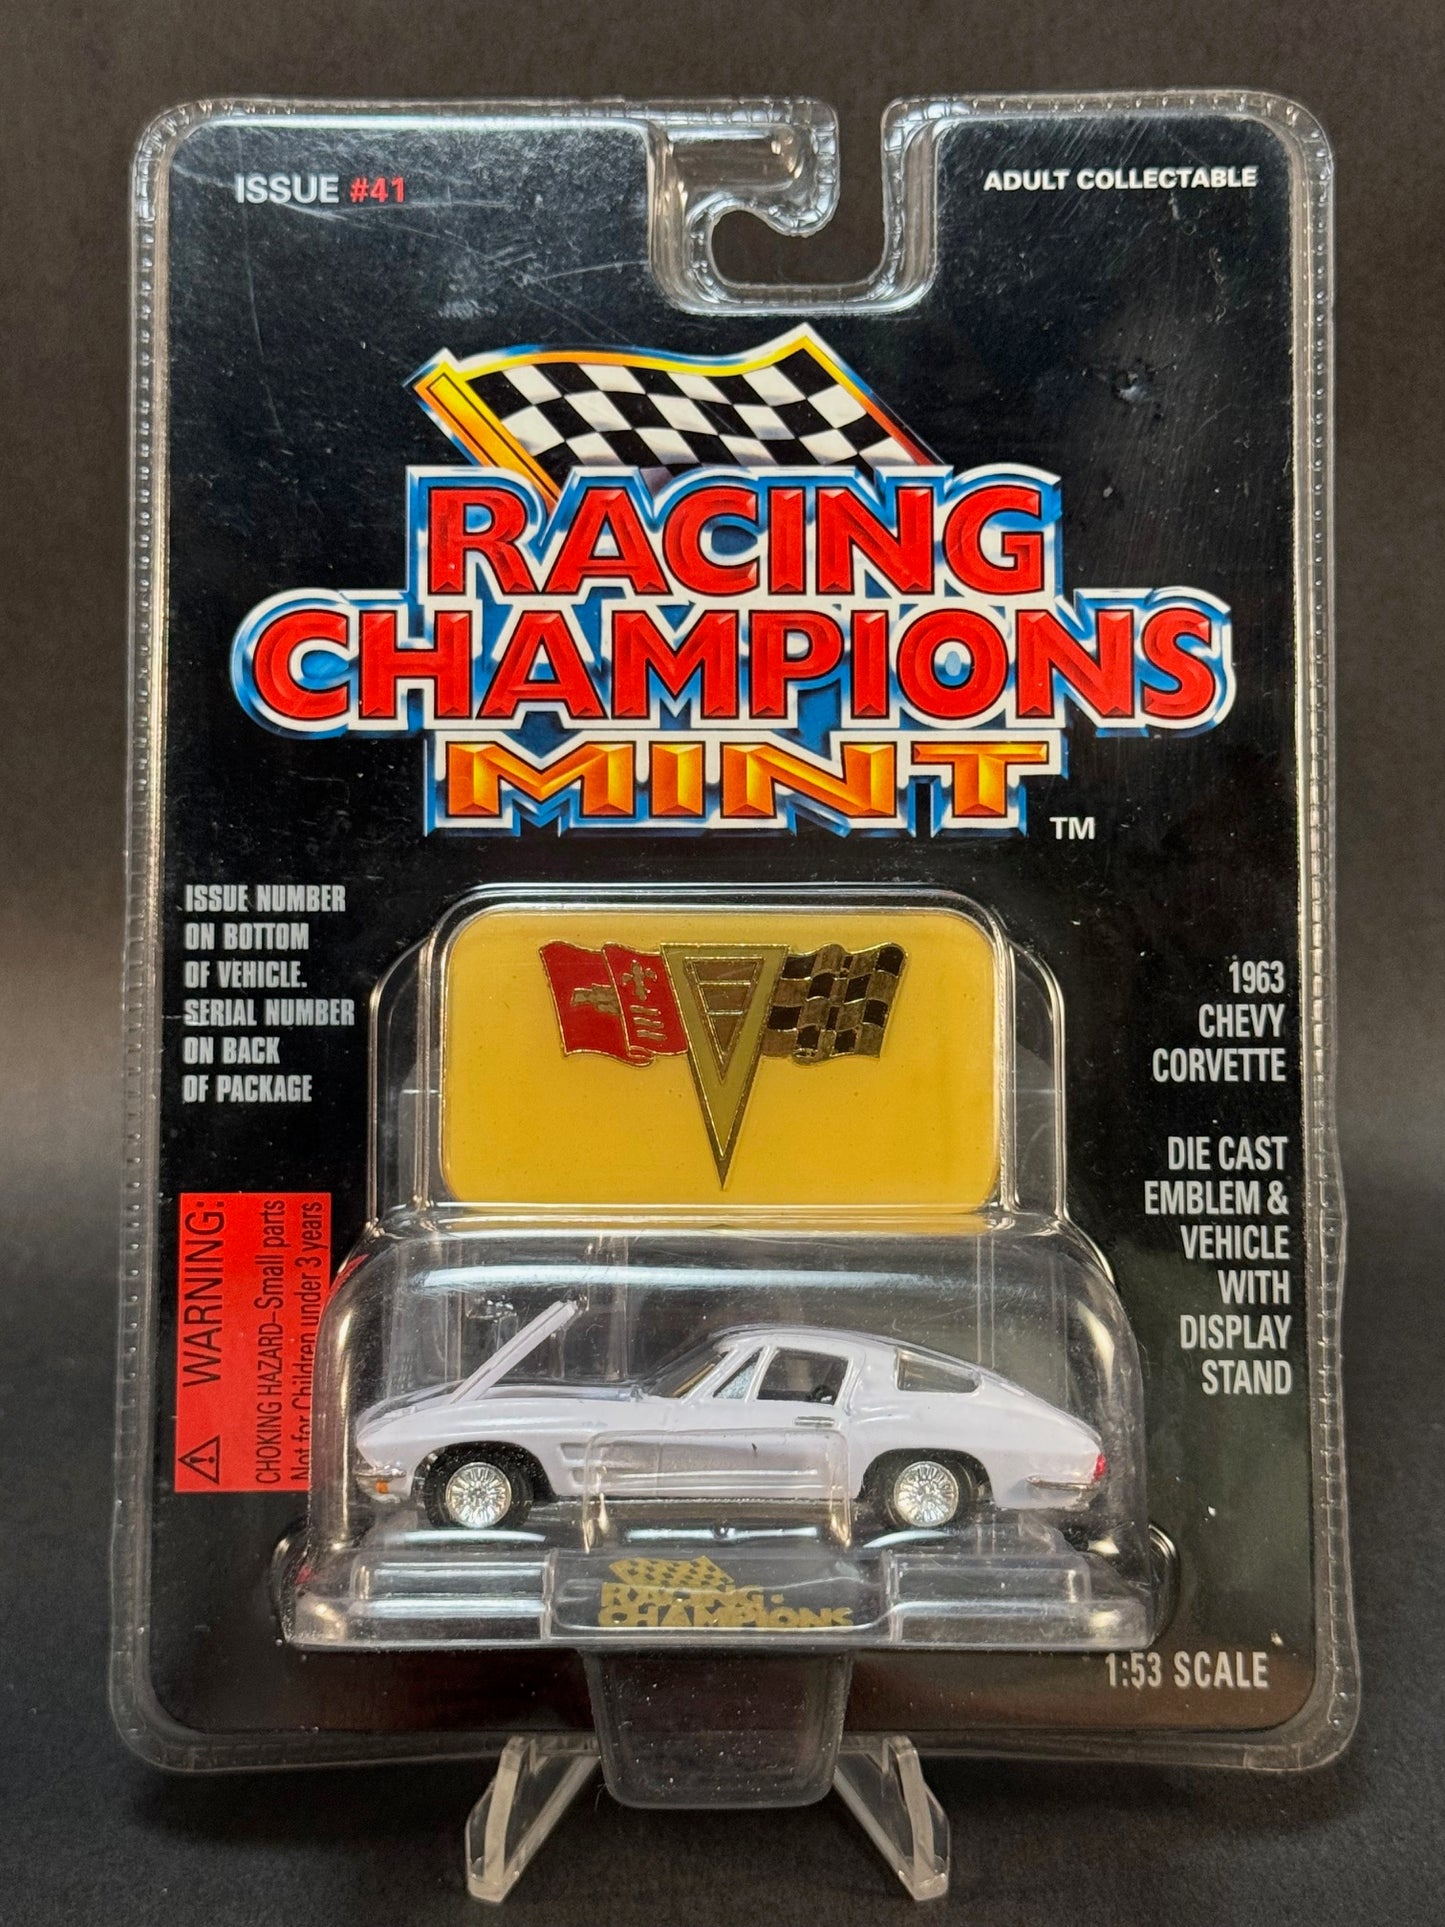 ISSUE #41
ADULT COLLECTABLE
RACING
CHAMPIONS
MINT
TM
ISSUE NUMBER
ON BOTTOM
OF VEHICLE.
SERIAL NUMBER
ON BACK
OF PACKAGE
1963
CHEVY
CORVETTE
DIE CAST
EMBLEM &
VEHICLE
WITH
DISPLAY
STAND
WARNING:
CHOKING HAZARD–Small parts
Not for Children under 3 years
RACING
CHAMPIONS
1:53 SCALE